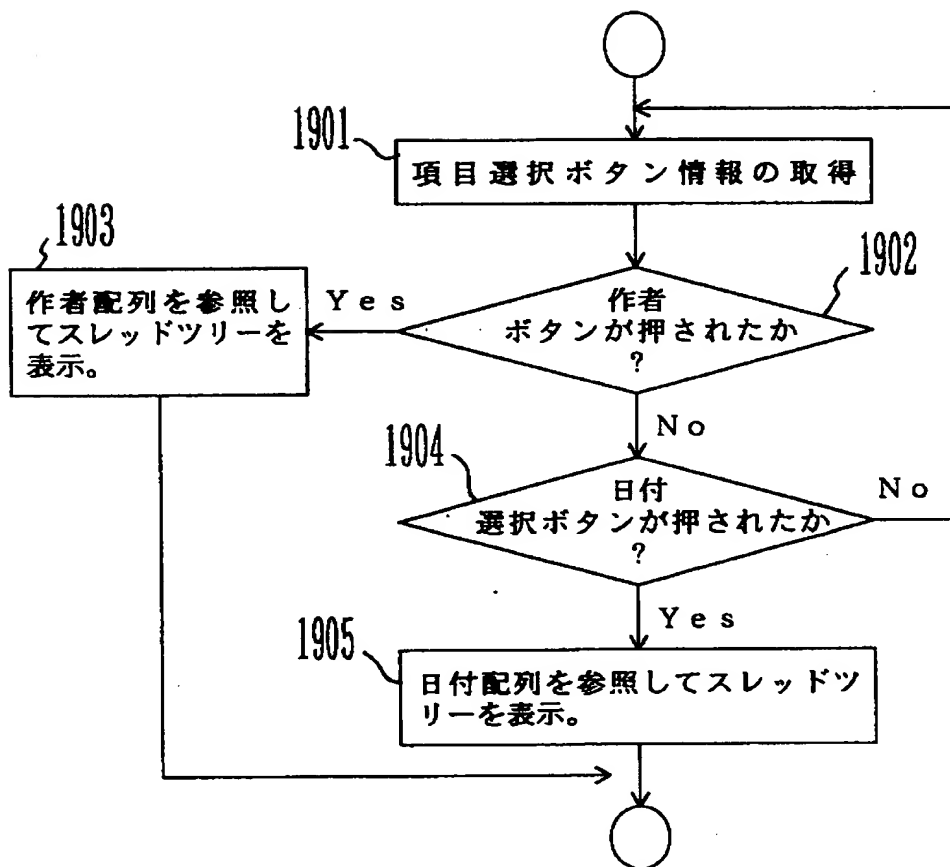 1901
項目選択ボタン情報の取得
1902
作者
ボタンが押されたか
?
Yes
1903
作者配列を参照し
てスレッドツリーを
表示。
No
1904
日付
選択ボタンが押されたか
?
No
Yes
1905
日付配列を参照してスレッドツ
リーを表示。